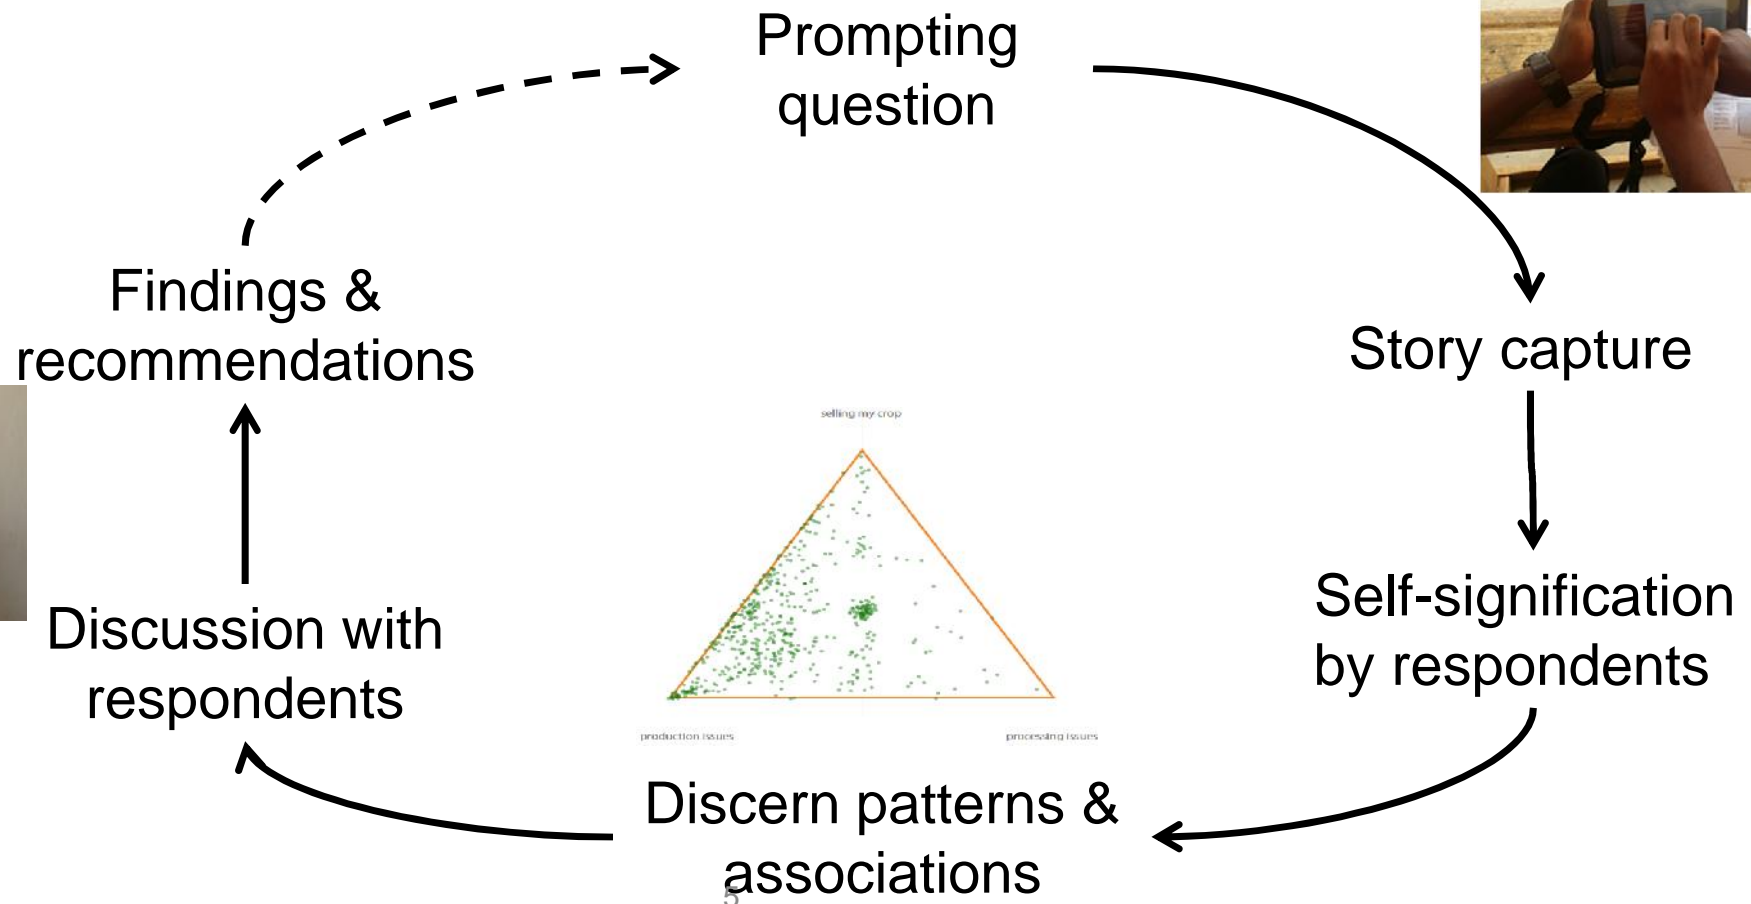 Prompting
question
Story capture
Self-signification
by respondents
Discern patterns &
associations
Discussion with
respondents
Findings &
recommendations
selling my crop
production issues
processing issues
5